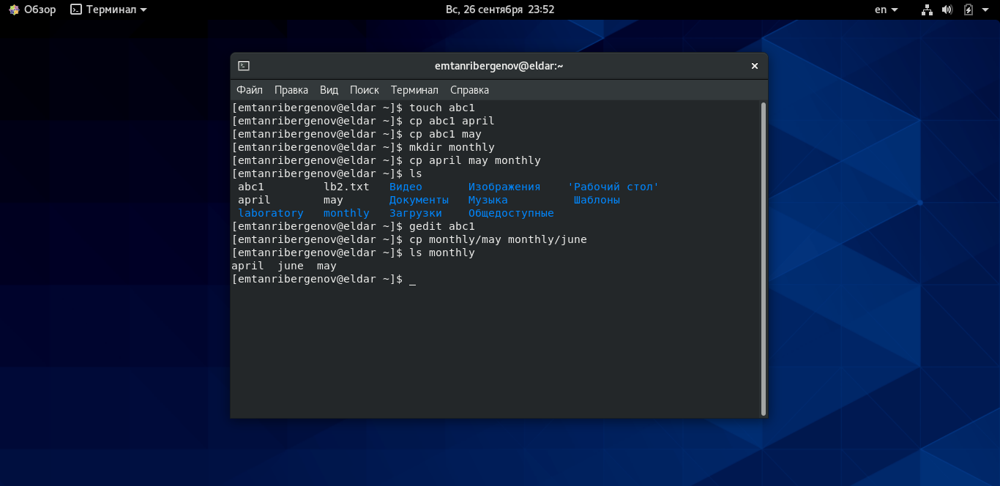 Обзор Терминал Вс, 26 сентября 23:52 en
emtanribergenov@eldar:~
Файл Правка Вид Поиск Терминал Справка
[emtanribergenov@eldar ~]$ touch abc1
[emtanribergenov@eldar ~]$ cp abc1 april
[emtanribergenov@eldar ~]$ cp abc1 may
[emtanribergenov@eldar ~]$ mkdir monthly
[emtanribergenov@eldar ~]$ cp april may monthly
[emtanribergenov@eldar ~]$ ls
abc1 lb2.txt Видео Изображения 'Рабочий стол'
april may Документы Музыка Шаблоны
laboratory monthly Загрузки Общедоступные
[emtanribergenov@eldar ~]$ gedit abc1
[emtanribergenov@eldar ~]$ cp monthly/may monthly/june
[emtanribergenov@eldar ~]$ ls monthly
april june may
[emtanribergenov@eldar ~]$ _